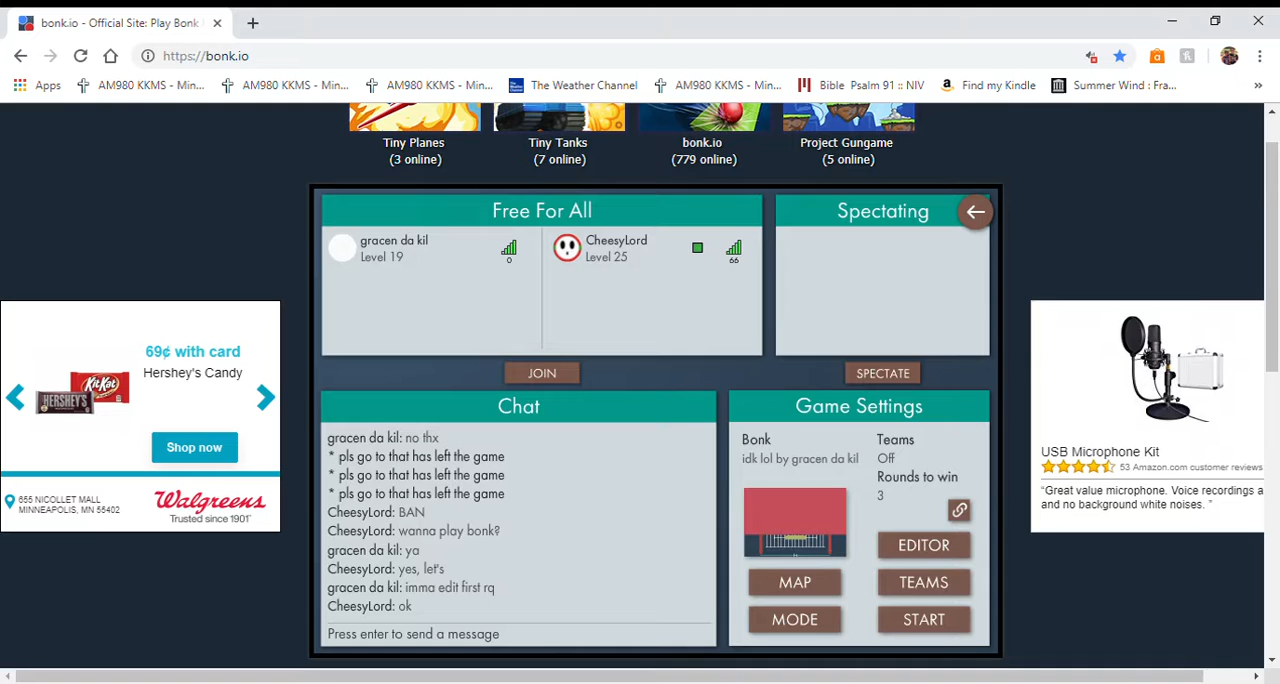 bonk.io - Official Site: Play Bonk
https://bonk.io
Apps
AM980 KKMS - Min...
AM980 KKMS - Min...
AM980 KKMS - Min...
The Weather Channel
AM980 KKMS - Min...
Bible Psalm 91 :: NIV
Find my Kindle
Summer Wind : Fra...
»
Tiny Planes
(3 online)
Tiny Tanks
(7 online)
bonk.io
(779 online)
Project Gungame
(5 online)
Free For All
gracen da kil
Level 19
0
CheesyLord
Level 25
66
Spectating
JOIN
SPECTATE
Chat
gracen da kil: no thx
* pls go to that has left the game
* pls go to that has left the game
* pls go to that has left the game
CheesyLord: BAN
CheesyLord: wanna play bonk?
gracen da kil: ya
CheesyLord: yes, let's
gracen da kil: imma edit first rq
CheesyLord: ok
Press enter to send a message
Game Settings
Bonk
idk lol by gracen da kil
Teams
Off
Rounds to win
3
EDITOR
MAP
TEAMS
MODE
START
69¢ with card
Hershey's Candy
KitKat
HERSHEY'S
Shop now
655 NICOLLET MALL
MINNEAPOLIS, MN 55402
Walgreens
Trusted since 1901
USB Microphone Kit
53 Amazon.com customer reviews
“Great value microphone. Voice recordings a
and no background white noises. ”